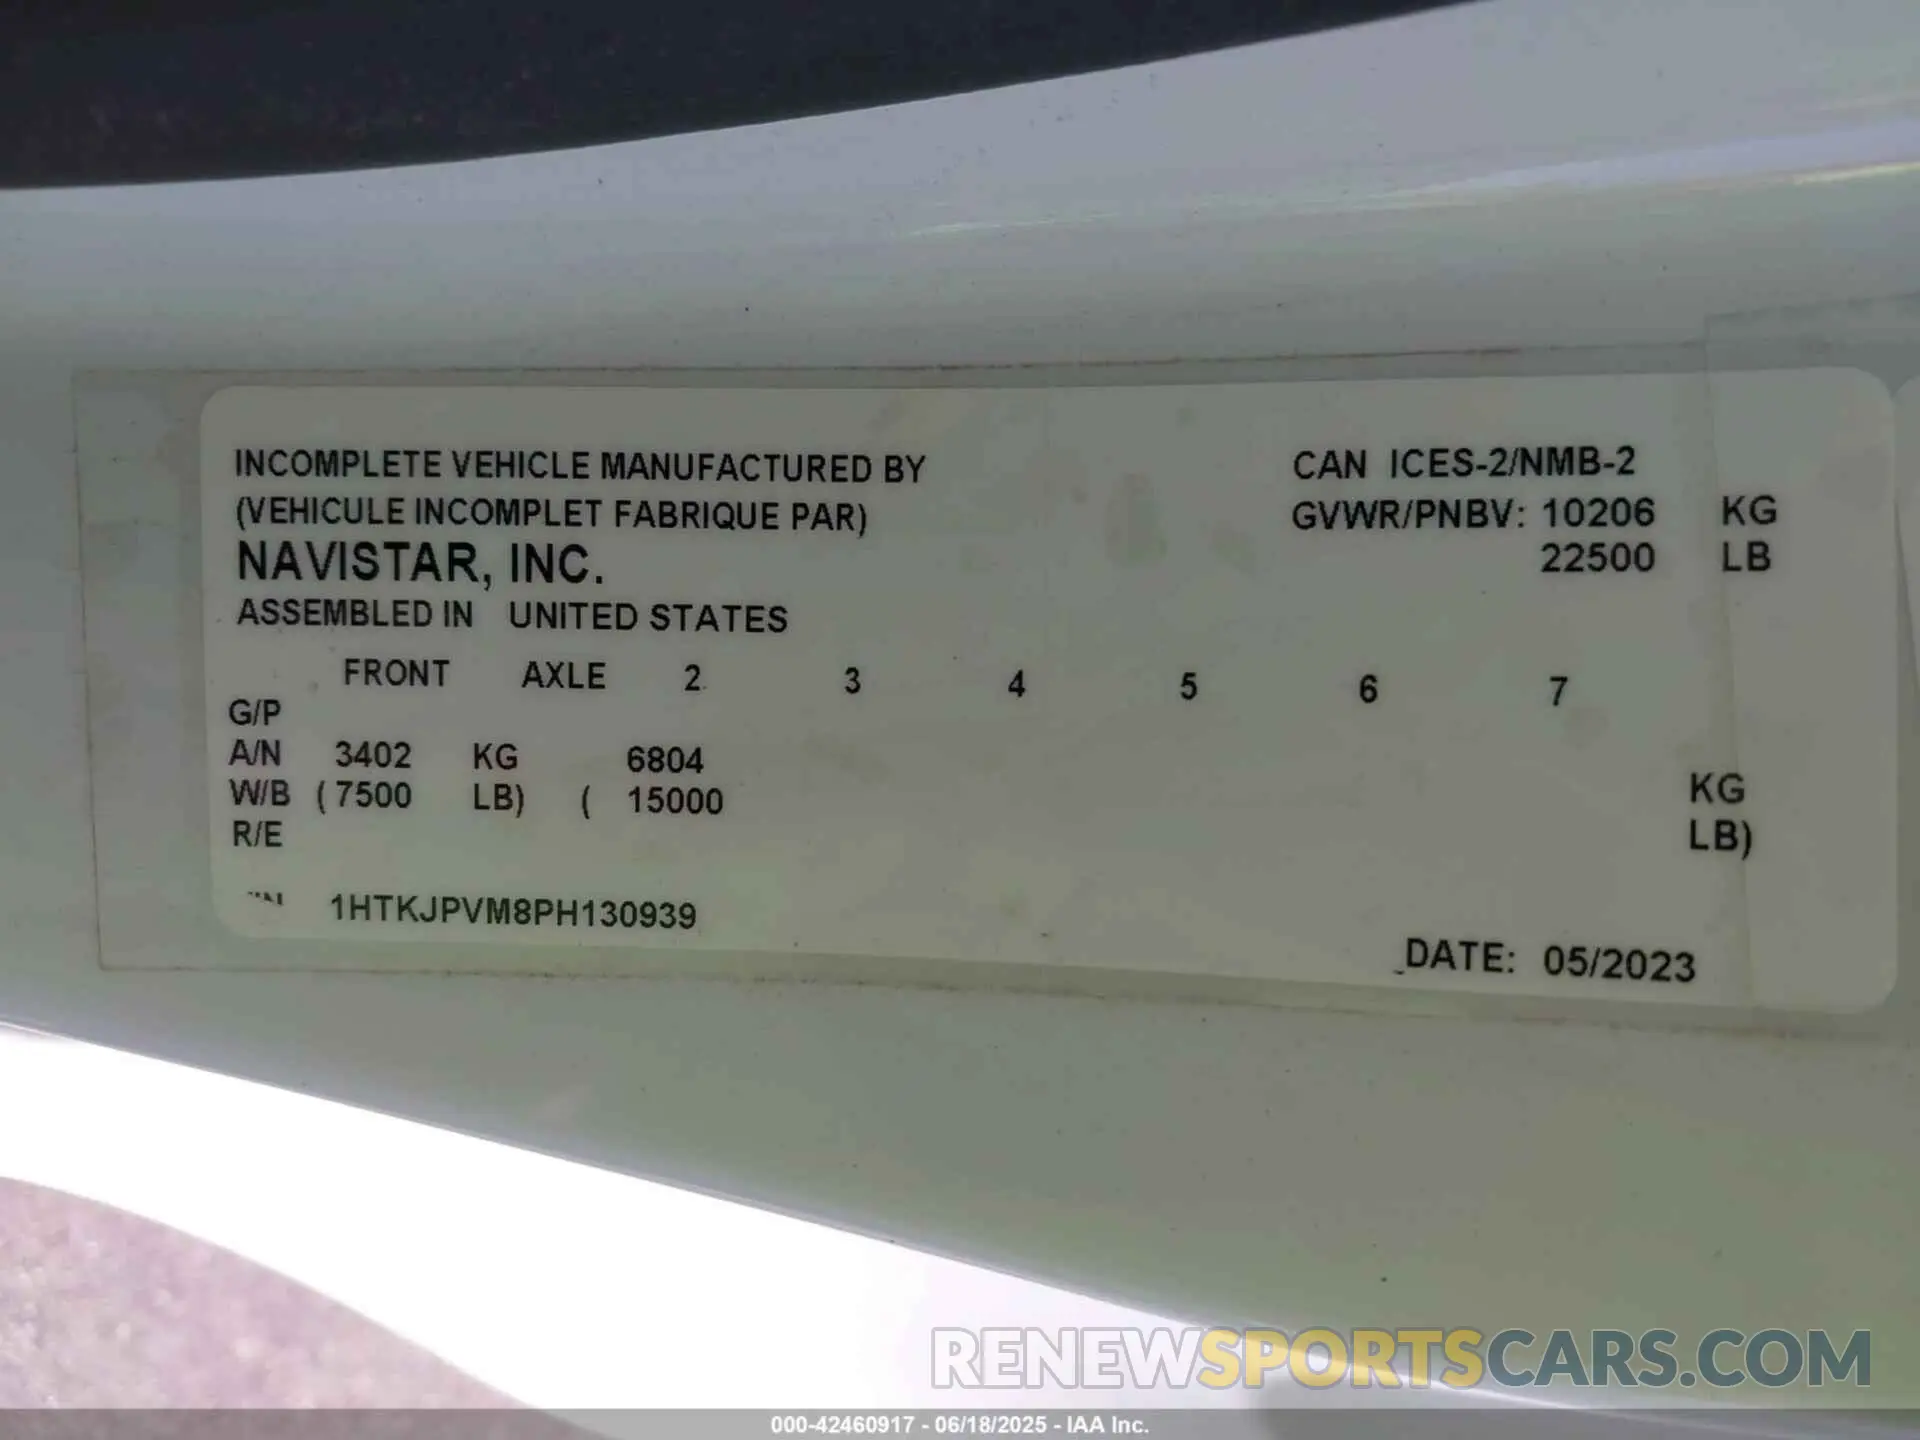 INCOMPLETE VEHICLE MANUFACTURED BY
(VEHICULE INCOMPLET FABRIQUE PAR)
NAVISTAR, INC.
ASSEMBLED IN UNITED STATES
CAN ICES-2/NMB-2
GVWR/PNBV: 10206 KG
22500 LB
FRONT AXLE 2 3 4 5 6 7
G/P
A/N 3402 KG 6804 KG
W/B ( 7500 LB) ( 15000 LB)
R/E
1HTKJPVM8PH130939
DATE: 05/2023
RENEWSPORTSCARS.COM
000-42460917 - 06/18/2025 - IAA Inc.